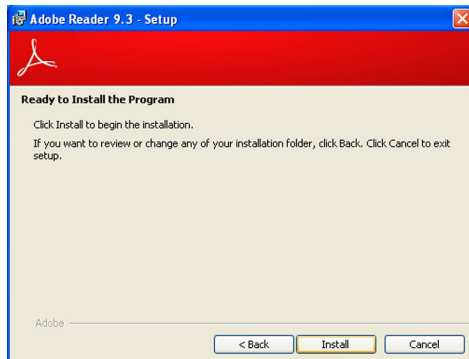 Adobe Reader 9.3 - Setup
Ready to Install the Program
Click Install to begin the installation.
If you want to review or change any of your installation folder, click Back. Click Cancel to exit
setup.
Adobe
< Back Install Cancel